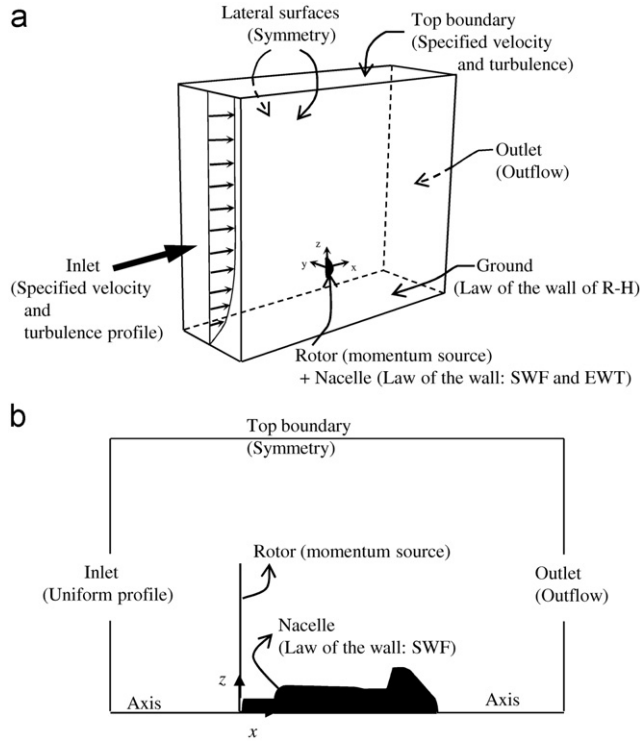 a
Lateral surfaces
(Symmetry)
Top boundary
(Specified velocity
and turbulence)
Outlet
(Outflow)
z
y
x
Inlet
(Specified velocity
and
turbulence profile)
Ground
(Law of the wall of R-H)
Rotor (momentum source)
+ Nacelle (Law of the wall: SWF and EWT)
b
Top boundary
(Symmetry)
Rotor (momentum source)
Inlet
(Uniform profile)
Outlet
(Outflow)
Nacelle
(Law of the wall: SWF)
z
Axis
Axis
x